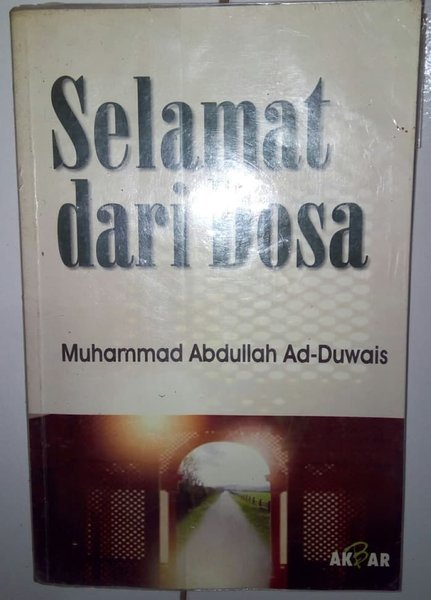 Selamat
dari Dosa
Muhammad Abdullah Ad-Duwais
AKBAR